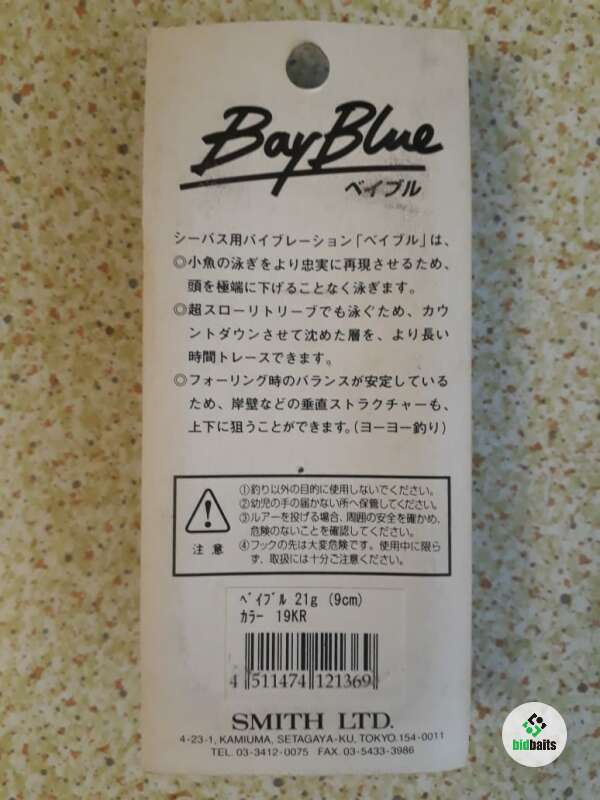 Bay Blue
ベイブル
シーバス用バイブレーション「ベイブル」は、
◎小魚の泳ぎをより忠実に再現させるため、
頭を極端に下げることなく泳ぎます。
◎超スローリトリーブでも泳ぐため、カウ
ントダウンさせて沈めた層を、より長い
時間トレースできます。
◎フォーリング時のバランスが安定している
ため、岸壁などの垂直ストラクチャーも、
上下に狙うことができます。(ヨーヨー釣り)
注意
①釣り以外の目的に使用しないでください。
②幼児の手の届かない所へ保管してください。
③ルアーを投げる場合、周囲の安全を確かめ、
危険のないことを確認してください。
④フックの先は大変危険です。使用中に限ら
ず、取扱には十分ご注意ください。
ﾍﾞｲﾌﾞﾙ 21g (9cm)
ｶﾗｰ 19KR
4 511474 121369
SMITH LTD.
4-23-1, KAMIUMA, SETAGAYA-KU, TOKYO. 154-0011
TEL. 03-3412-0075 FAX. 03-5433-3986
bidbaits